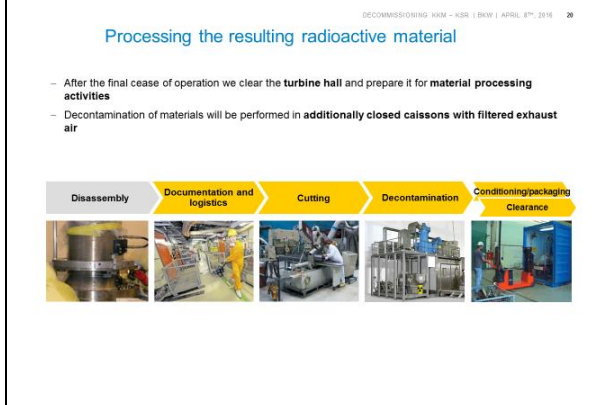 DECOMMISSIONING KKM – KSR | BKW | APRIL 8TH, 2016 20
Processing the resulting radioactive material
– After the final cease of operation we clear the turbine hall and prepare it for material processing
activities
– Decontamination of materials will be performed in additionally closed caissons with filtered exhaust
air
Disassembly
Documentation and
logistics
Cutting
Decontamination
Conditioning/packaging
Clearance